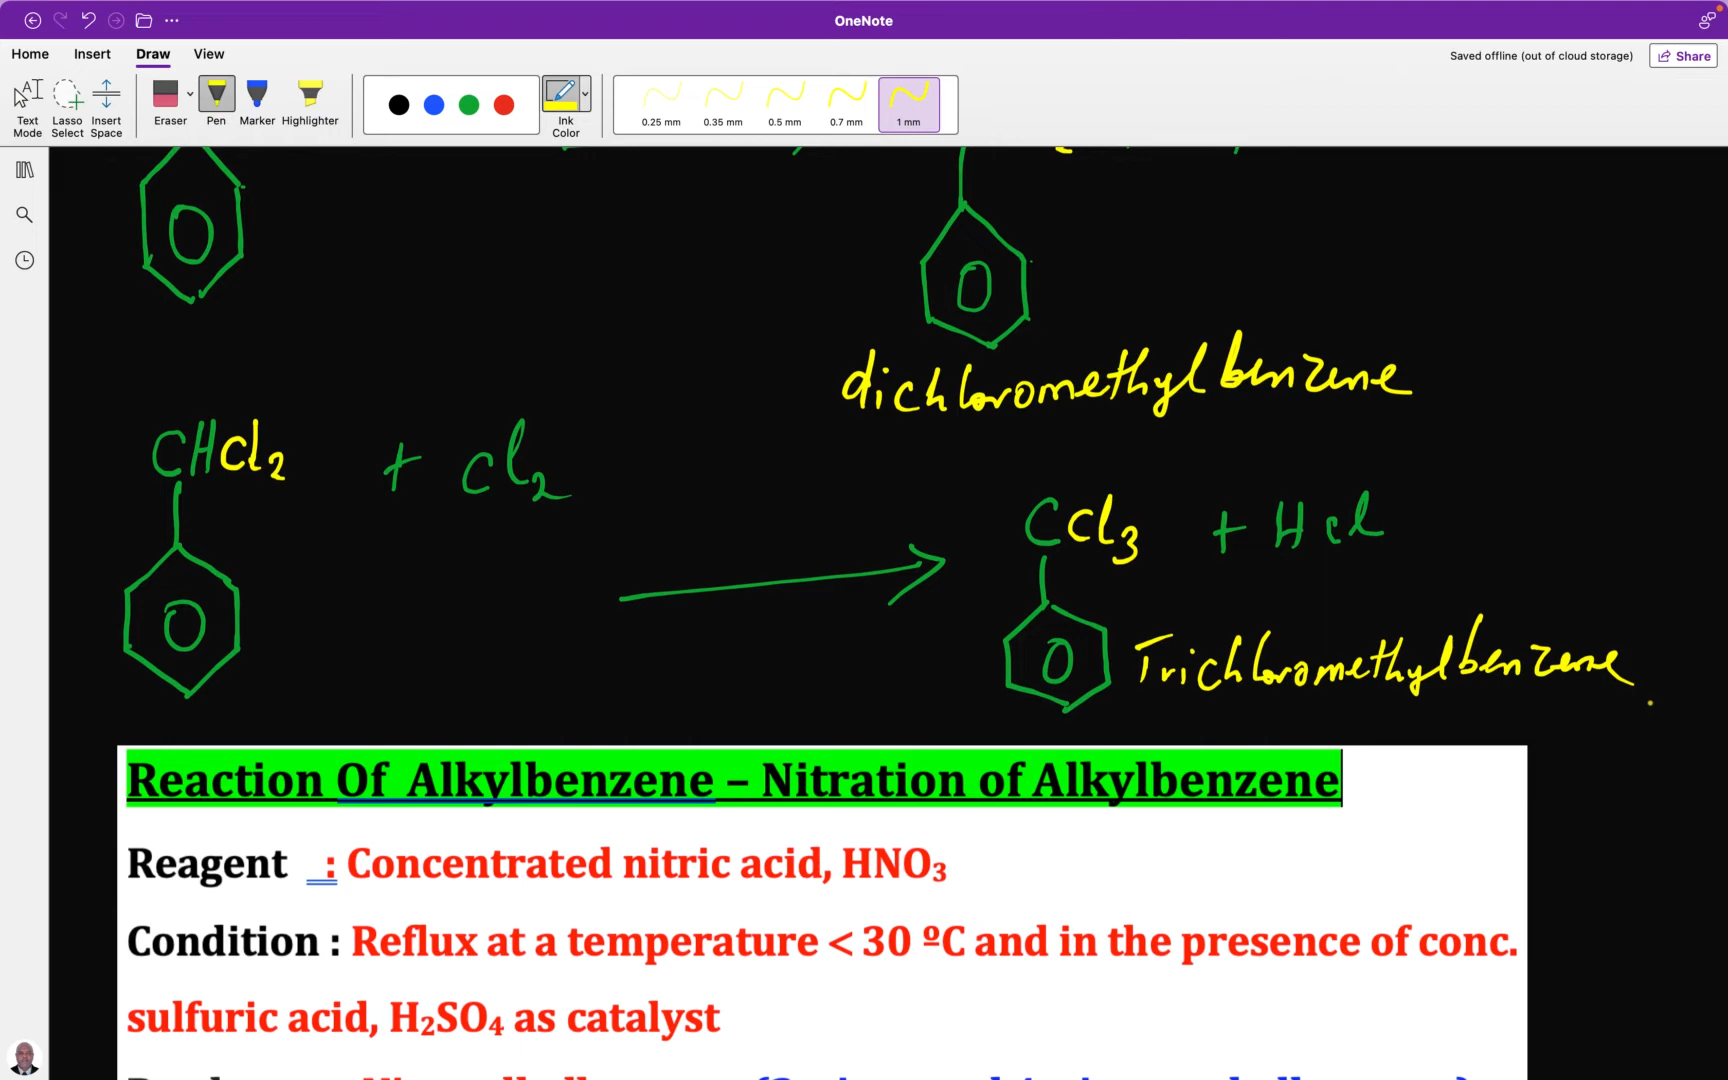 OneNote
Home Insert Draw View
Saved offline (out of cloud storage) Share
Text Mode Lasso Select Insert Space Eraser Pen Marker Highlighter Ink Color 0.25 mm 0.35 mm 0.5 mm 0.7 mm 1 mm
dichloromethylbenzene
CHCl2 + Cl2
CCl3 + HCl
Trichloromethylbenzene
Reaction Of Alkylbenzene – Nitration of Alkylbenzene
Reagent : Concentrated nitric acid, HNO₃
Condition : Reflux at a temperature < 30 ºC and in the presence of conc.
sulfuric acid, H₂SO₄ as catalyst